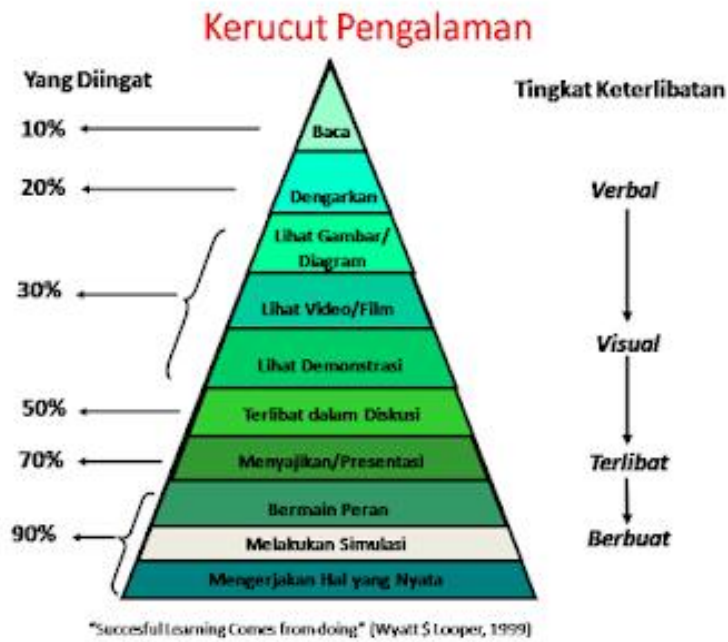 Kerucut Pengalaman
Yang Diingat
Tingkat Keterlibatan
10%
Baca
20%
Dengarkan
Verbal
Lihat Gambar/
Diagram
30%
Lihat Video/Film
Visual
Lihat Demonstrasi
50%
Terlibat dalam Diskusi
70%
Menyajikan/Presentasi
Terlibat
Bermain Peran
90%
Melakukan Simulasi
Berbuat
Mengerjakan Hal yang Nyata
"Succesful Learning Comes from doing" (Wyatt $ Looper, 1999)